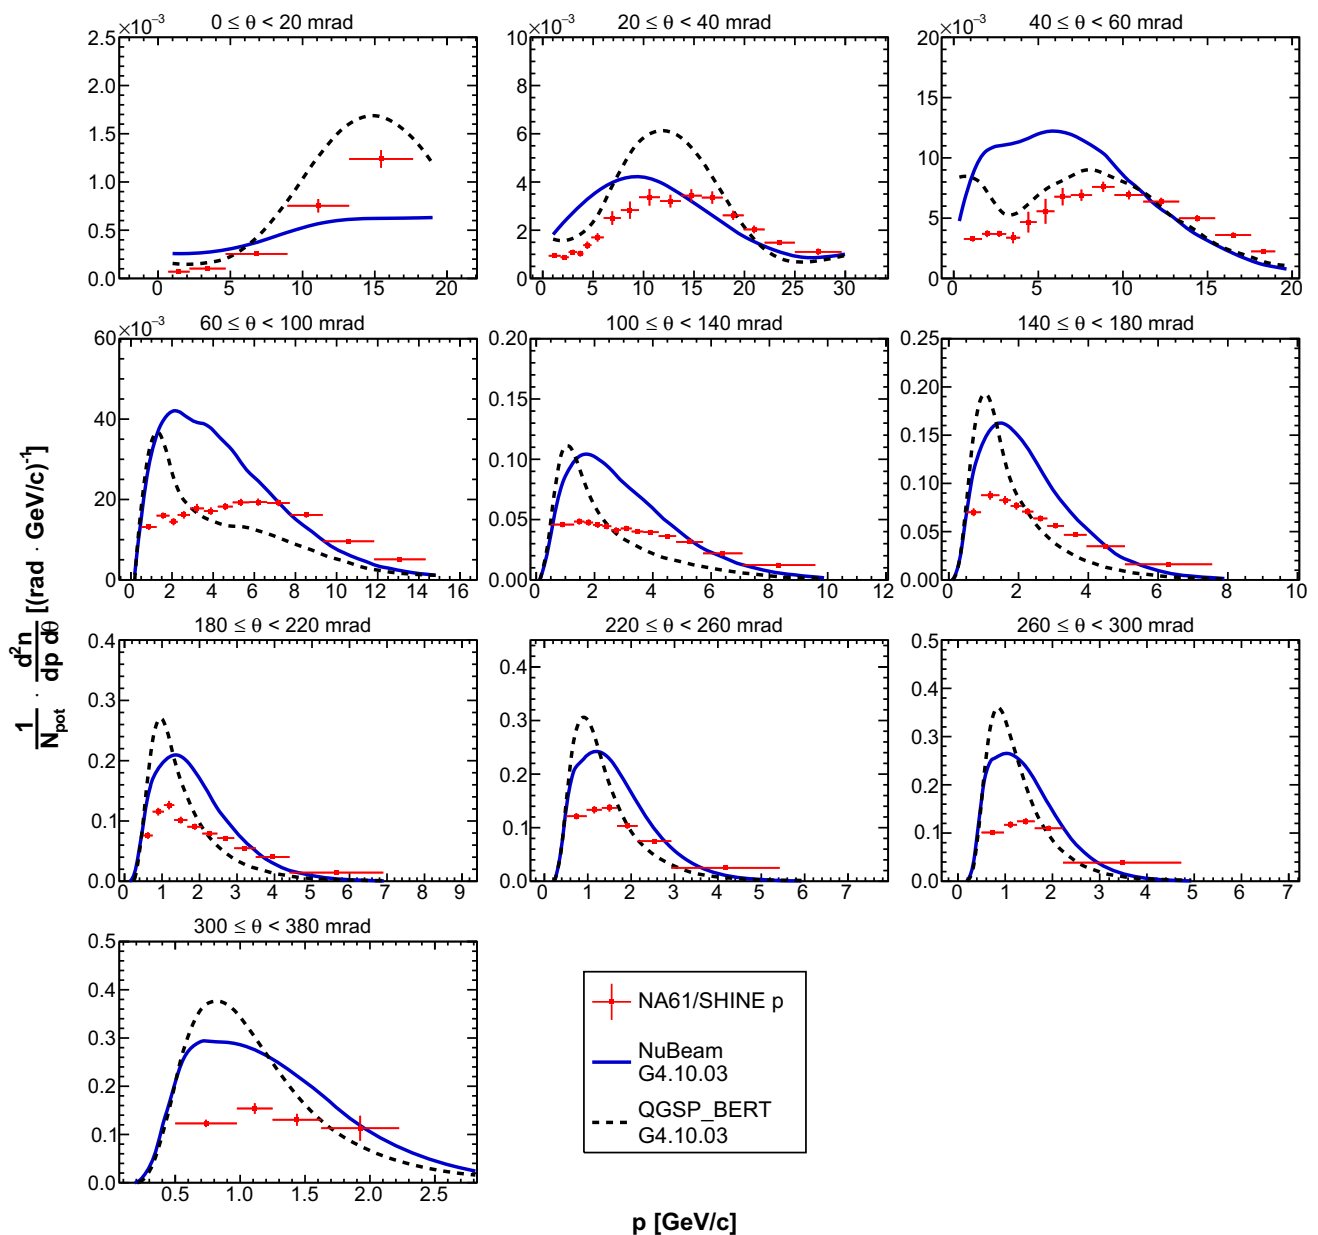 ×10⁻³ 0 ≤ θ < 20 mrad
2.5
2.0
1.5
1.0
0.5
0.0
0 5 10 15 20
×10⁻³ 20 ≤ θ < 40 mrad
10
8
6
4
2
0
0 5 10 15 20 25 30
×10⁻³ 40 ≤ θ < 60 mrad
20
15
10
5
0
0 5 10 15 20
×10⁻³ 60 ≤ θ < 100 mrad
60
40
20
0
0 2 4 6 8 10 12 14 16
100 ≤ θ < 140 mrad
0.20
0.15
0.10
0.05
0.00
0 2 4 6 8 10 12
140 ≤ θ < 180 mrad
0.25
0.20
0.15
0.10
0.05
0.00
0 2 4 6 8 10
180 ≤ θ < 220 mrad
0.4
0.3
0.2
0.1
0.0
0 1 2 3 4 5 6 7 8 9
220 ≤ θ < 260 mrad
0.4
0.3
0.2
0.1
0.0
0 1 2 3 4 5 6 7
260 ≤ θ < 300 mrad
0.5
0.4
0.3
0.2
0.1
0.0
0 1 2 3 4 5 6 7
300 ≤ θ < 380 mrad
0.5
0.4
0.3
0.2
0.1
0.0
0.5 1.0 1.5 2.0 2.5
NA61/SHINE p
NuBeam
G4.10.03
QGSP_BERT
G4.10.03
p [GeV/c]
1/N_pot · d²n/dp dθ [(rad · GeV/c)⁻¹]